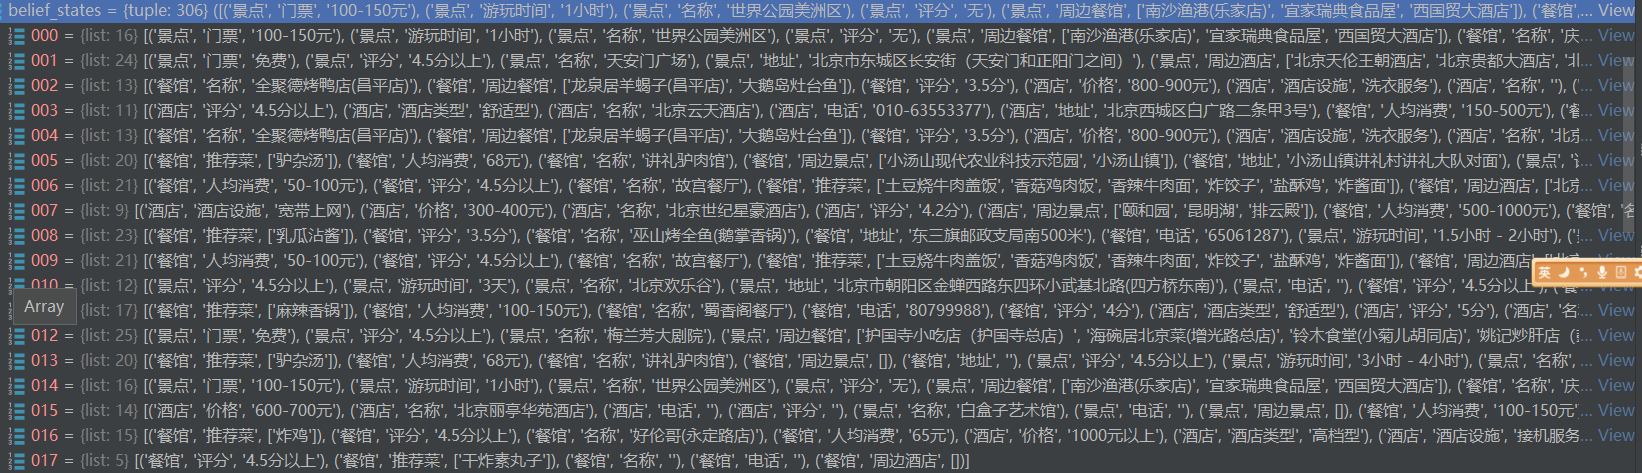 belief_states = {tuple: 306} ([('景点', '门票', '100-150元'), ('景点', '游玩时间', '1小时'), ('景点', '名称', '世界公园美洲区'), ('景点', '评分', '无'), ('景点', '周边餐馆', ['南沙渔港(乐家店)', '宜家瑞典食品屋', '西国贸大酒店']), ('餐馆',... View
000 = {list: 16} [('景点', '门票', '100-150元'), ('景点', '游玩时间', '1小时'), ('景点', '名称', '世界公园美洲区'), ('景点', '评分', '无'), ('景点', '周边餐馆', ['南沙渔港(乐家店)', '宜家瑞典食品屋', '西国贸大酒店']), ('餐馆', '名称', '庆... View
001 = {list: 24} [('景点', '门票', '免费'), ('景点', '评分', '4.5分以上'), ('景点', '名称', '天安门广场'), ('景点', '地址', '北京市东城区长安街（天安门和正阳门之间）'), ('景点', '周边酒店', ['北京天伦王朝酒店', '北京贵都大酒店', '北... View
002 = {list: 13} [('餐馆', '名称', '全聚德烤鸭店(昌平店)'), ('餐馆', '周边餐馆', ['龙泉居羊蝎子(昌平店)', '大鹅岛灶台鱼']), ('餐馆', '评分', '3.5分'), ('酒店', '价格', '800-900元'), ('酒店', '酒店设施', '洗衣服务'), ('酒店', '名称', ''), (... View
003 = {list: 11} [('酒店', '评分', '4.5分以上'), ('酒店', '酒店类型', '舒适型'), ('酒店', '名称', '北京云天酒店'), ('酒店', '电话', '010-63553377'), ('酒店', '地址', '北京西城区白广路二条甲3号'), ('餐馆', '人均消费', '150-500元'), ('餐... View
004 = {list: 13} [('餐馆', '名称', '全聚德烤鸭店(昌平店)'), ('餐馆', '周边餐馆', ['龙泉居羊蝎子(昌平店)', '大鹅岛灶台鱼']), ('餐馆', '评分', '3.5分'), ('酒店', '价格', '800-900元'), ('酒店', '酒店设施', '洗衣服务'), ('酒店', '名称', '北京... View
005 = {list: 20} [('餐馆', '推荐菜', ['驴杂汤']), ('餐馆', '人均消费', '68元'), ('餐馆', '名称', '讲礼驴肉馆'), ('餐馆', '周边景点', ['小汤山现代农业科技示范园', '小汤山镇']), ('餐馆', '地址', '小汤山镇讲礼村讲礼大队对面'), ('景点', ... View
006 = {list: 21} [('餐馆', '人均消费', '50-100元'), ('餐馆', '评分', '4.5分以上'), ('餐馆', '名称', '故宫餐厅'), ('餐馆', '推荐菜', ['土豆烧牛肉盖饭', '香菇鸡肉饭', '香辣牛肉面', '炸饺子', '盐酥鸡', '炸酱面']), ('餐馆', '周边酒店', ['北京... View
007 = {list: 9} [('酒店', '酒店设施', '宽带上网'), ('酒店', '价格', '300-400元'), ('酒店', '名称', '北京世纪星豪酒店'), ('酒店', '评分', '4.2分'), ('酒店', '周边景点', ['颐和园', '昆明湖', '排云殿']), ('餐馆', '人均消费', '500-1000元'), ('餐馆', '名... View
008 = {list: 23} [('餐馆', '推荐菜', ['乳瓜沾酱']), ('餐馆', '评分', '3.5分'), ('餐馆', '名称', '巫山烤全鱼(鹅掌香锅)'), ('餐馆', '地址', '东三旗邮政支局南500米'), ('餐馆', '电话', '65061287'), ('景点', '游玩时间', '1.5小时 - 2小时'), ('... View
009 = {list: 21} [('餐馆', '人均消费', '50-100元'), ('餐馆', '评分', '4.5分以上'), ('餐馆', '名称', '故宫餐厅'), ('餐馆', '推荐菜', ['土豆烧牛肉盖饭', '香菇鸡肉饭', '香辣牛肉面', '炸饺子', '盐酥鸡', '炸酱面']), ('餐馆', '周边酒店', ['北京
英
010 = {list: 12} [('景点', '评分', '4.5分以上'), ('景点', '游玩时间', '3天'), ('景点', '名称', '北京欢乐谷'), ('景点', '地址', '北京市朝阳区金蝉西路东四环小武基北路(四方桥东南)'), ('景点', '电话', ''), ('餐馆', '评分', '4.5分以上'), ('餐... View
Array
{list: 17} [('餐馆', '推荐菜', ['麻辣香锅']), ('餐馆', '人均消费', '100-150元'), ('餐馆', '名称', '蜀香阁餐厅'), ('餐馆', '电话', '80799988'), ('餐馆', '评分', '4分'), ('酒店', '酒店类型', '舒适型'), ('酒店', '评分', '5分'), ('酒店', '名... View
012 = {list: 25} [('景点', '门票', '免费'), ('景点', '评分', '4.5分以上'), ('景点', '名称', '梅兰芳大剧院'), ('景点', '周边餐馆', ['护国寺小吃店（护国寺总店）', '海碗居北京菜(增光路总店)', '铃木食堂(小菊儿胡同店)', '姚记炒肝店（... View
013 = {list: 20} [('餐馆', '推荐菜', ['驴杂汤']), ('餐馆', '人均消费', '68元'), ('餐馆', '名称', '讲礼驴肉馆'), ('餐馆', '周边景点', []), ('餐馆', '地址', ''), ('景点', '评分', '4.5分以上'), ('景点', '游玩时间', '3小时 - 4小时'), ('景点', '名称', ... View
014 = {list: 16} [('景点', '门票', '100-150元'), ('景点', '游玩时间', '1小时'), ('景点', '名称', '世界公园美洲区'), ('景点', '评分', '无'), ('景点', '周边餐馆', ['南沙渔港(乐家店)', '宜家瑞典食品屋', '西国贸大酒店']), ('餐馆', '名称', '庆... View
015 = {list: 14} [('酒店', '价格', '600-700元'), ('酒店', '名称', '北京丽亭华苑酒店'), ('酒店', '电话', ''), ('酒店', '评分', ''), ('景点', '名称', '白盒子艺术馆'), ('景点', '电话', ''), ('景点', '周边景点', []), ('餐馆', '人均消费', '100-150元'... View
016 = {list: 15} [('餐馆', '推荐菜', ['炸鸡']), ('餐馆', '评分', '4.5分以上'), ('餐馆', '名称', '好伦哥(永定路店)'), ('餐馆', '人均消费', '65元'), ('酒店', '价格', '1000元以上'), ('酒店', '酒店类型', '高档型'), ('酒店', '酒店设施', '接机服务... View
017 = {list: 5} [('餐馆', '评分', '4.5分以上'), ('餐馆', '推荐菜', ['干炸素丸子']), ('餐馆', '名称', ''), ('餐馆', '电话', ''), ('餐馆', '周边酒店', [])]